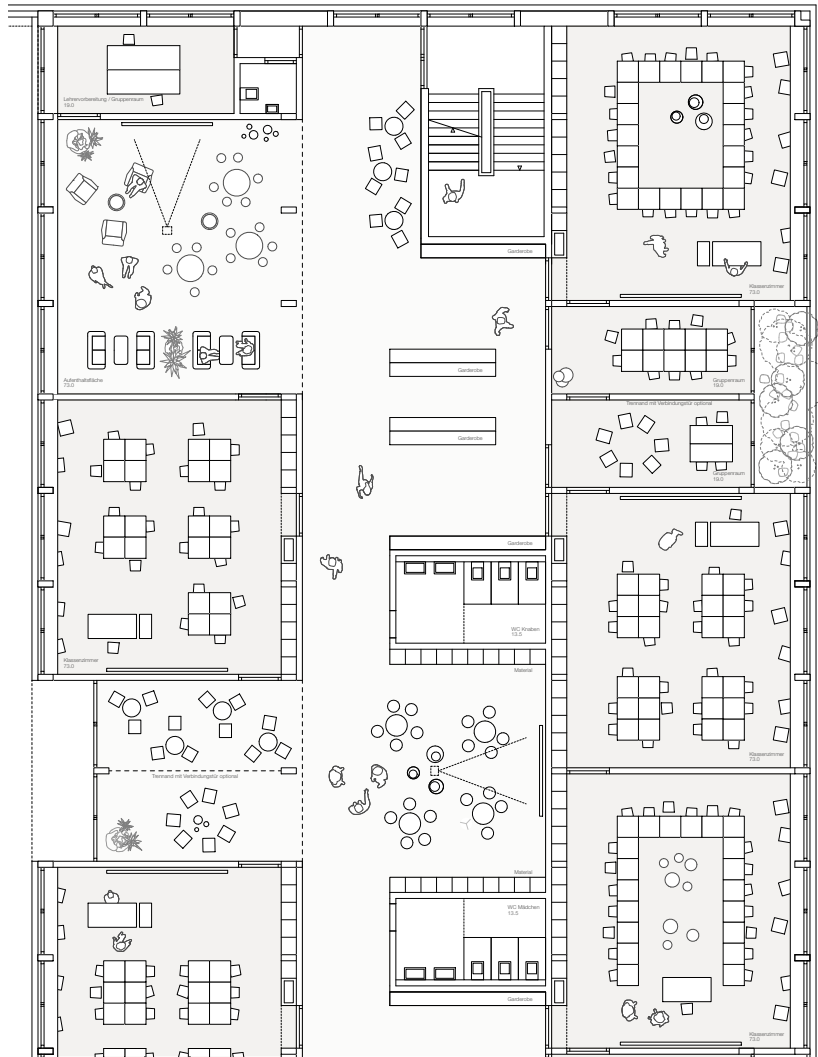 Lehrervorbereitung / Gruppenraum
19.0
Garderobe
Klassenzimmer
73.0
Garderobe
Aufenthaltsfläche
73.0
Gruppenraum
19.0
Trennwand mit Verbindungstür optional
Garderobe
Gruppenraum
19.0
Garderobe
WC Knaben
13.5
Klassenzimmer
73.0
Material
Klassenzimmer
73.0
Trennwand mit Verbindungstür optional
Material
WC Mädchen
13.5
Garderobe
Klassenzimmer
73.0